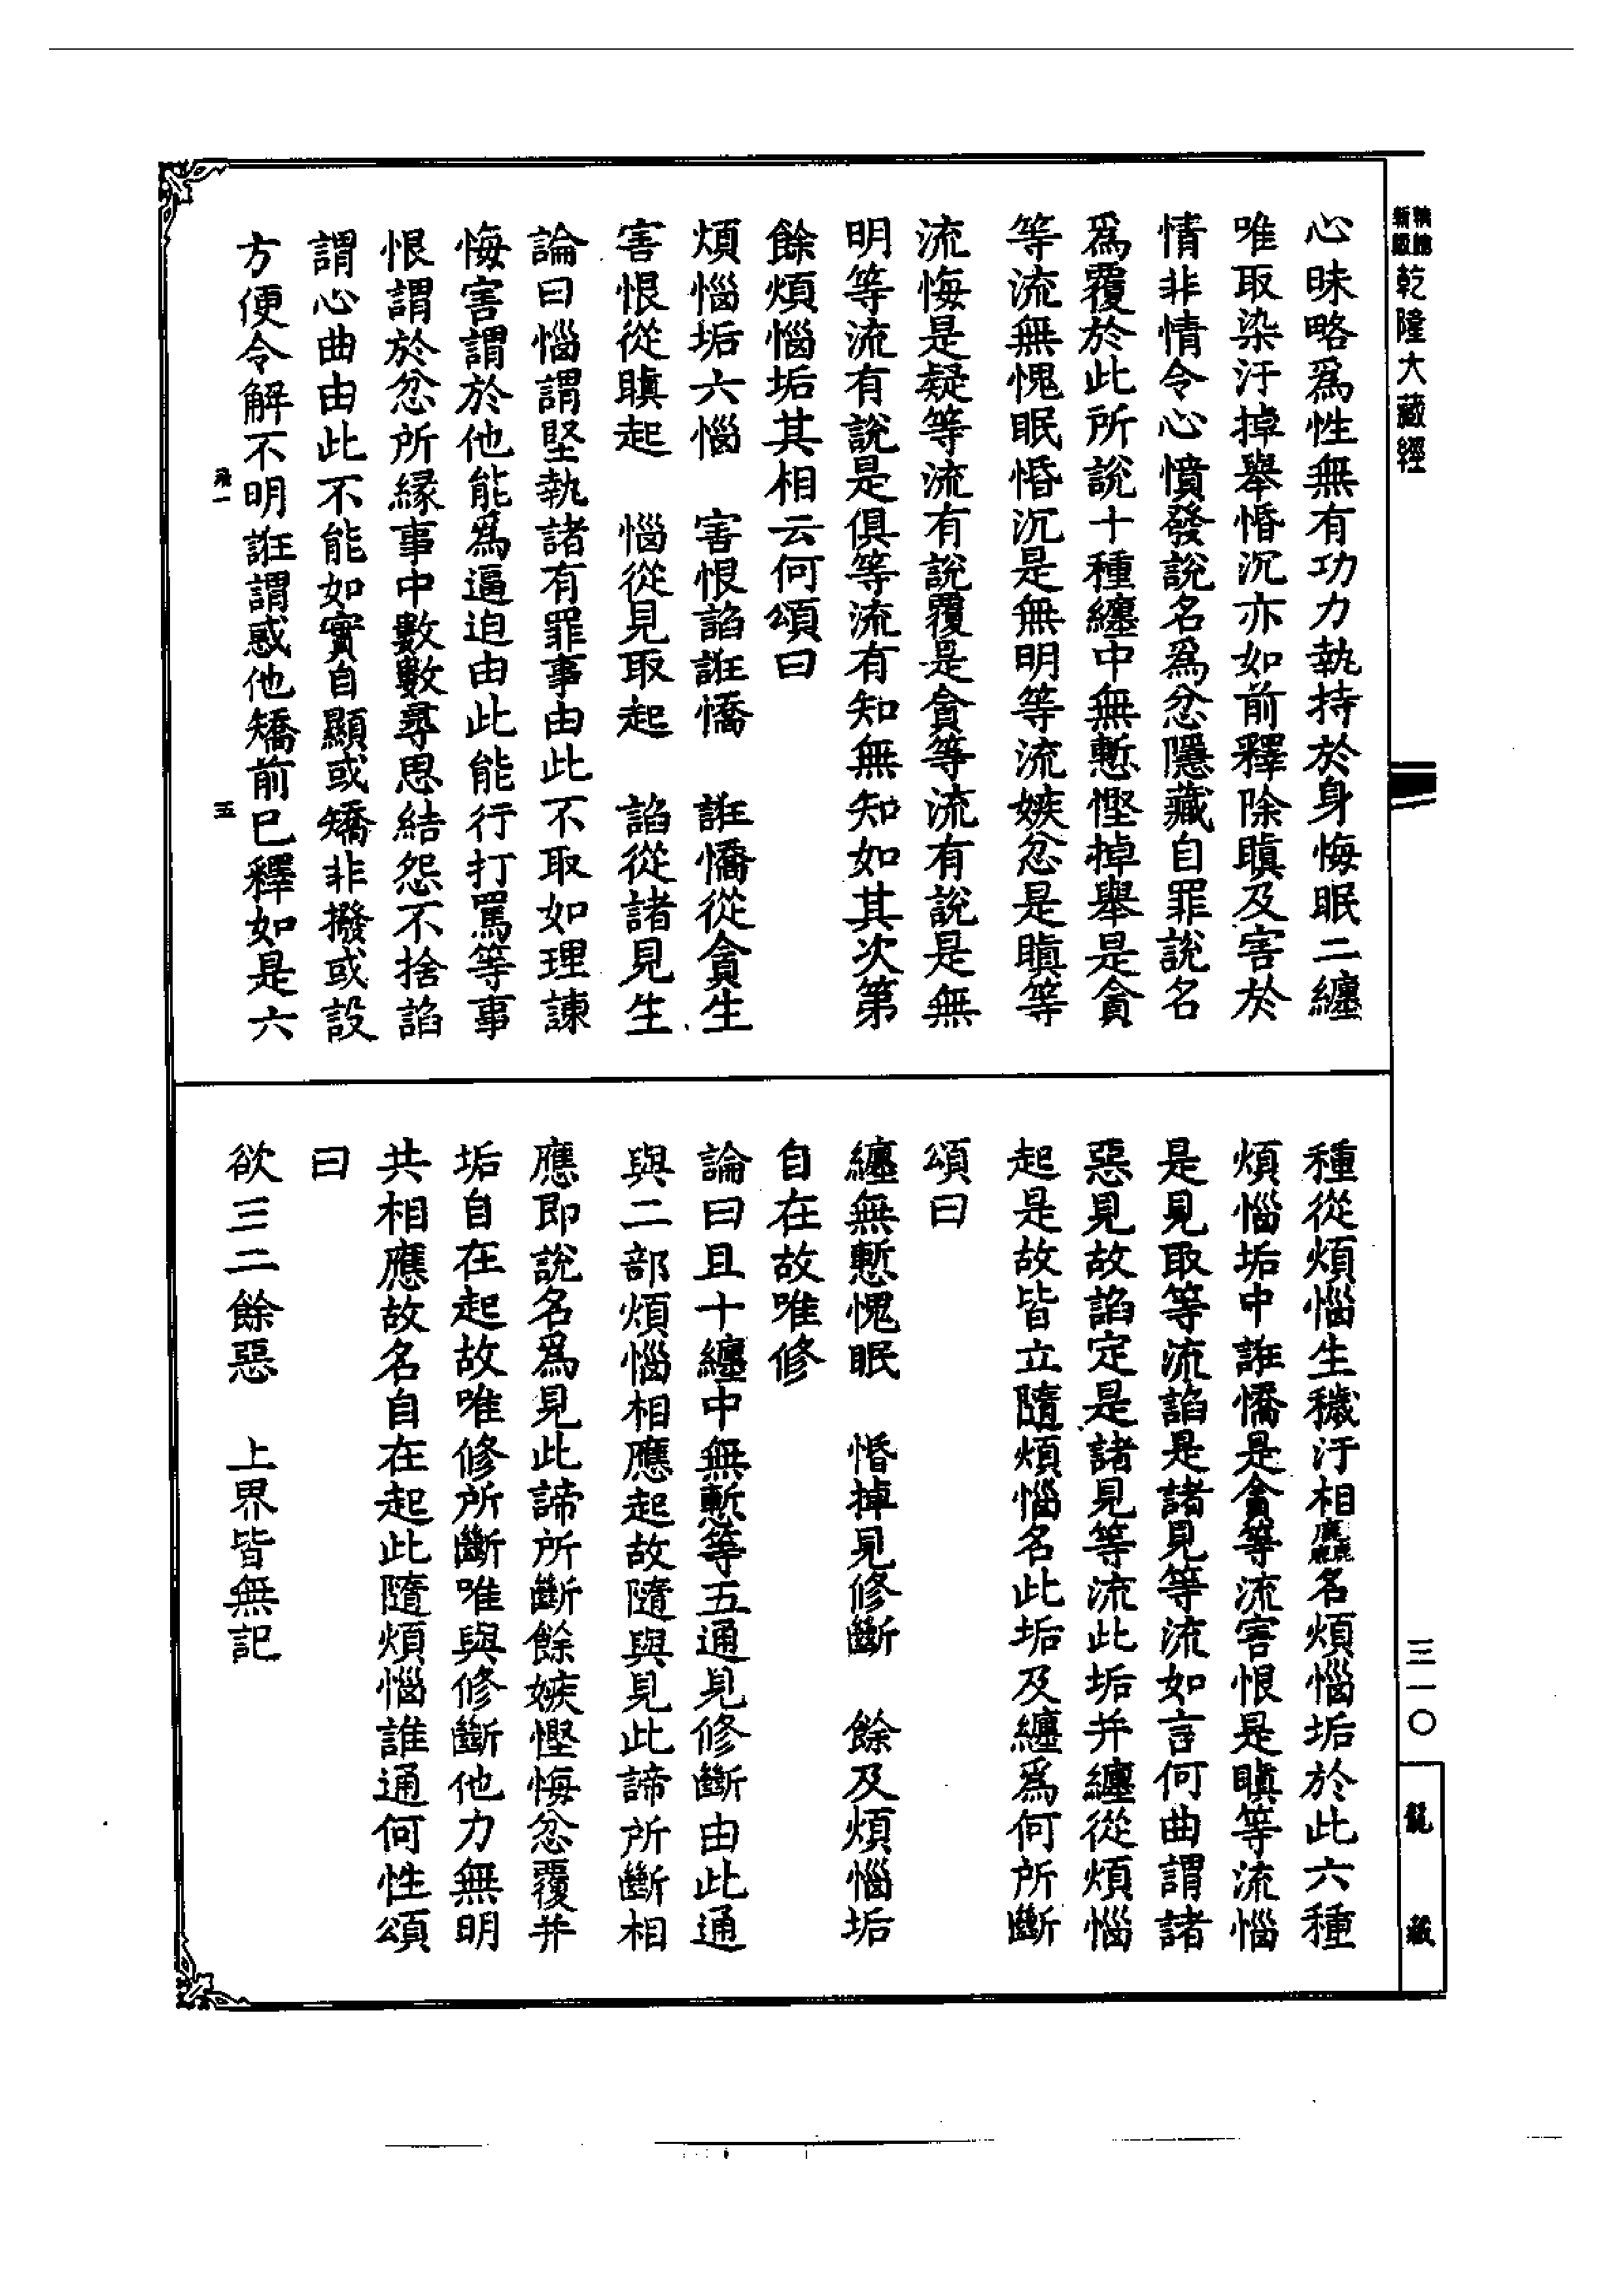 乾隆大藏經
心昧略爲性無有功力執持於身悔眠二纏
唯取染汙掉舉惛沉亦如前釋除瞋及害於
情非情令心憤發說名爲忿隱藏自罪說名
爲覆於此所說十種纏中無慙慳掉舉是貪
等流無愧眠惛沉是無明等流嫉忿是瞋等
流悔是疑等流有說覆是貪等流有說是無
明等流有說是俱等流有知無知如其次第
餘煩惱垢其相云何頌曰
煩惱垢六惱　害恨諂誑憍　誑憍從貪生
害恨從瞋起　惱從見取起　諂從諸見生
論曰惱謂堅執諸有罪事由此不取如理諫
悔害謂於他能爲逼迫由此能行打罵等事
恨謂於忿所緣事中數數尋思結怨不捨諂
謂心曲由此不能如實自顯或矯非撥或設
方便令解不明誑謂惑他矯前已釋如是六
五
種從煩惱生穢汙相麤名煩惱垢於此六種
煩惱垢中誑憍是貪等流害恨是瞋等流惱
是見取等流諂是諸見等流如言何曲謂諸
惡見故諂定是諸見等流此垢并纏從煩惱
起是故皆立隨煩惱名此垢及纏爲何所斷
頌曰
纏無慙愧眠　惛掉見修斷　餘及煩惱垢
自在故唯修
論曰且十纏中無慙等五通見修斷由此通
與二部煩惱相應起故隨與見此諦所斷相
應即說名爲見此諦所斷餘嫉慳悔忿覆并
垢自在起故唯修所斷唯與修斷他力無明
共相應故名自在起此隨煩惱誰通何性頌
曰
欲三二餘惡　上界皆無記
三一〇
龍藏